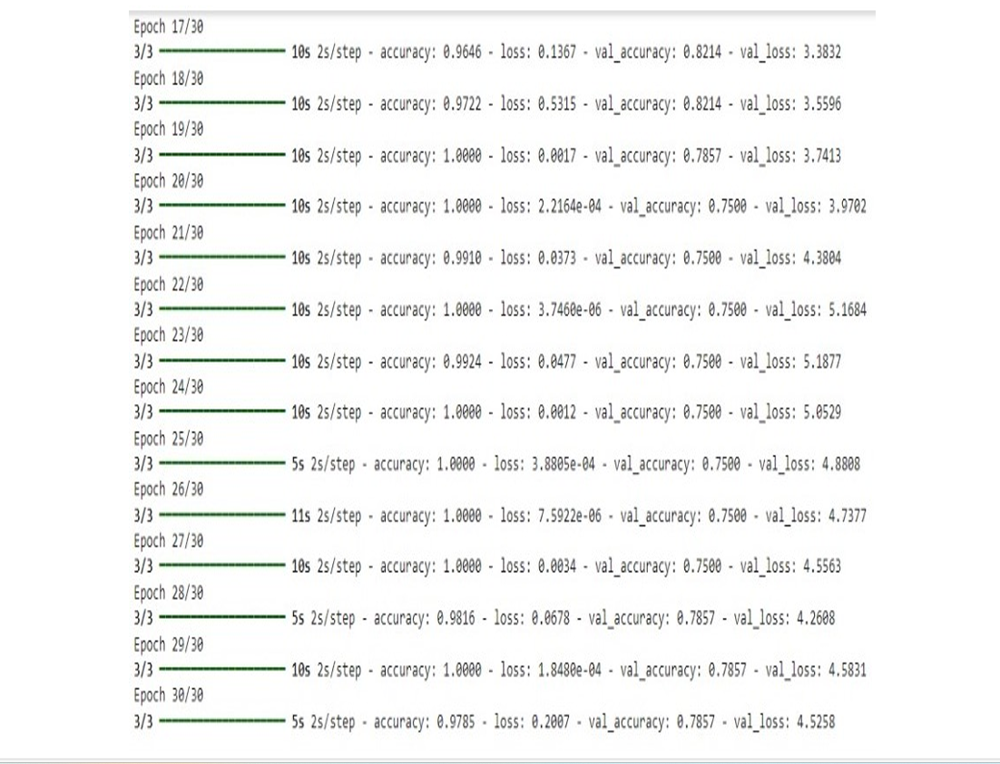 Epoch 17/30
3/3 ━━━━━━━━━━━━━━━━━━━━ 10s 2s/step - accuracy: 0.9646 - loss: 0.1367 - val_accuracy: 0.8214 - val_loss: 3.3832
Epoch 18/30
3/3 ━━━━━━━━━━━━━━━━━━━━ 10s 2s/step - accuracy: 0.9722 - loss: 0.5315 - val_accuracy: 0.8214 - val_loss: 3.5596
Epoch 19/30
3/3 ━━━━━━━━━━━━━━━━━━━━ 10s 2s/step - accuracy: 1.0000 - loss: 0.0017 - val_accuracy: 0.7857 - val_loss: 3.7413
Epoch 20/30
3/3 ━━━━━━━━━━━━━━━━━━━━ 10s 2s/step - accuracy: 1.0000 - loss: 2.2164e-04 - val_accuracy: 0.7500 - val_loss: 3.9702
Epoch 21/30
3/3 ━━━━━━━━━━━━━━━━━━━━ 10s 2s/step - accuracy: 0.9910 - loss: 0.0373 - val_accuracy: 0.7500 - val_loss: 4.3804
Epoch 22/30
3/3 ━━━━━━━━━━━━━━━━━━━━ 10s 2s/step - accuracy: 1.0000 - loss: 3.7460e-06 - val_accuracy: 0.7500 - val_loss: 5.1684
Epoch 23/30
3/3 ━━━━━━━━━━━━━━━━━━━━ 10s 2s/step - accuracy: 0.9924 - loss: 0.0477 - val_accuracy: 0.7500 - val_loss: 5.1877
Epoch 24/30
3/3 ━━━━━━━━━━━━━━━━━━━━ 10s 2s/step - accuracy: 1.0000 - loss: 0.0012 - val_accuracy: 0.7500 - val_loss: 5.0529
Epoch 25/30
3/3 ━━━━━━━━━━━━━━━━━━━━ 5s 2s/step - accuracy: 1.0000 - loss: 3.8805e-04 - val_accuracy: 0.7500 - val_loss: 4.8808
Epoch 26/30
3/3 ━━━━━━━━━━━━━━━━━━━━ 11s 2s/step - accuracy: 1.0000 - loss: 7.5922e-06 - val_accuracy: 0.7500 - val_loss: 4.7377
Epoch 27/30
3/3 ━━━━━━━━━━━━━━━━━━━━ 10s 2s/step - accuracy: 1.0000 - loss: 0.0034 - val_accuracy: 0.7500 - val_loss: 4.5563
Epoch 28/30
3/3 ━━━━━━━━━━━━━━━━━━━━ 5s 2s/step - accuracy: 0.9816 - loss: 0.0678 - val_accuracy: 0.7857 - val_loss: 4.2608
Epoch 29/30
3/3 ━━━━━━━━━━━━━━━━━━━━ 10s 2s/step - accuracy: 1.0000 - loss: 1.8480e-04 - val_accuracy: 0.7857 - val_loss: 4.5831
Epoch 30/30
3/3 ━━━━━━━━━━━━━━━━━━━━ 5s 2s/step - accuracy: 0.9785 - loss: 0.2007 - val_accuracy: 0.7857 - val_loss: 4.5258